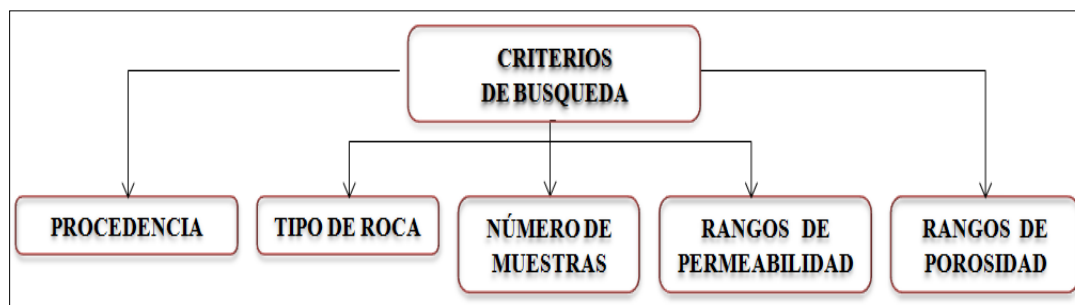 CRITERIOS
DE BUSQUEDA
PROCEDENCIA
TIPO DE ROCA
NÚMERO DE
MUESTRAS
RANGOS DE
PERMEABILIDAD
RANGOS DE
POROSIDAD